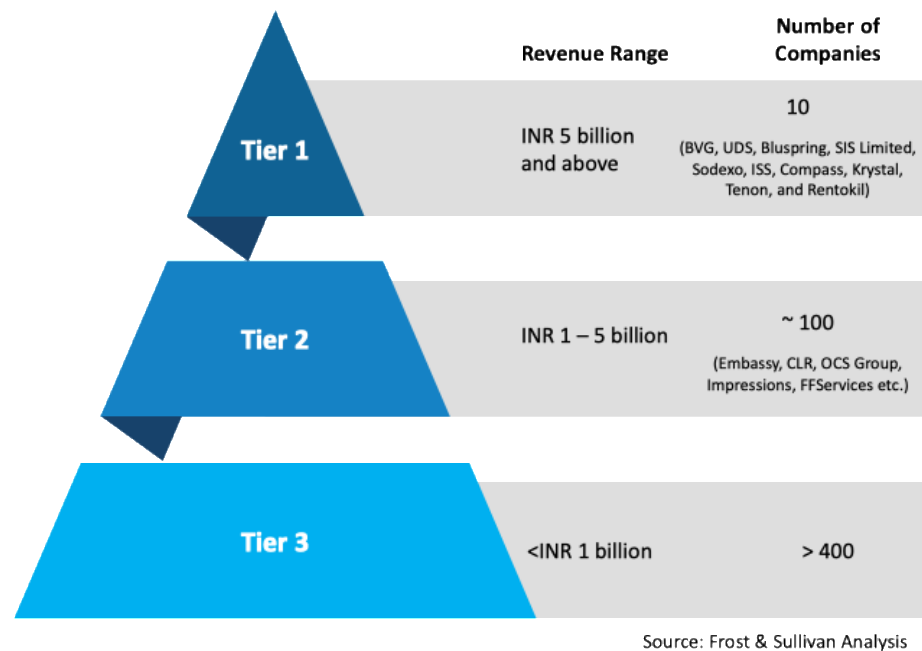 Revenue Range
Number of
Companies
Tier 1
INR 5 billion
and above
10
(BVG, UDS, Bluspring, SIS Limited,
Sodexo, ISS, Compass, Krystal,
Tenon, and Rentokil)
Tier 2
INR 1 – 5 billion
~ 100
(Embassy, CLR, OCS Group,
Impressions, FFServices etc.)
Tier 3
<INR 1 billion
> 400
Source: Frost & Sullivan Analysis